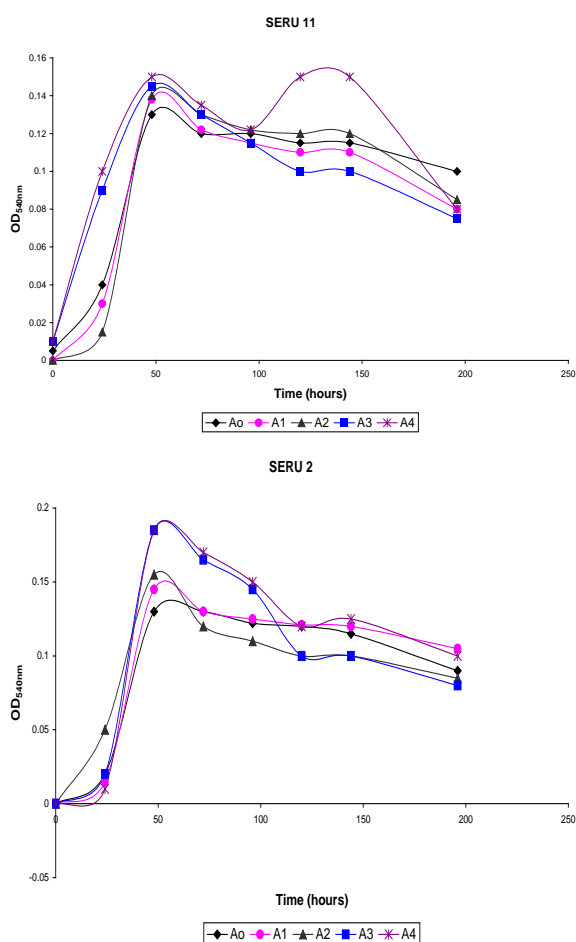 SERU 11
0.16
0.14
0.12
0.1
0.08
0.06
0.04
0.02
0
OD540nm
0 50 100 150 200 250
Time (hours)
Ao A1 A2 A3 A4
SERU 2
0.2
0.15
0.1
0.05
0
-0.05
OD540nm
0 50 100 150 200 250
Time (hours)
Ao A1 A2 A3 A4